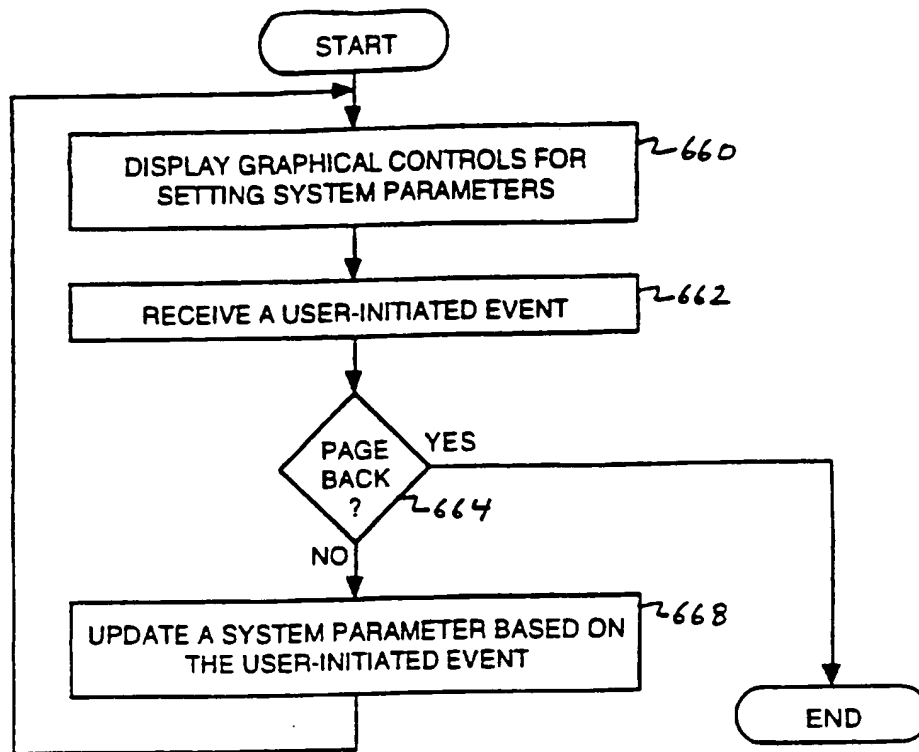 START
DISPLAY GRAPHICAL CONTROLS FOR
SETTING SYSTEM PARAMETERS
660
RECEIVE A USER-INITIATED EVENT
662
PAGE
BACK
?
YES
664
NO
UPDATE A SYSTEM PARAMETER BASED ON
THE USER-INITIATED EVENT
668
END